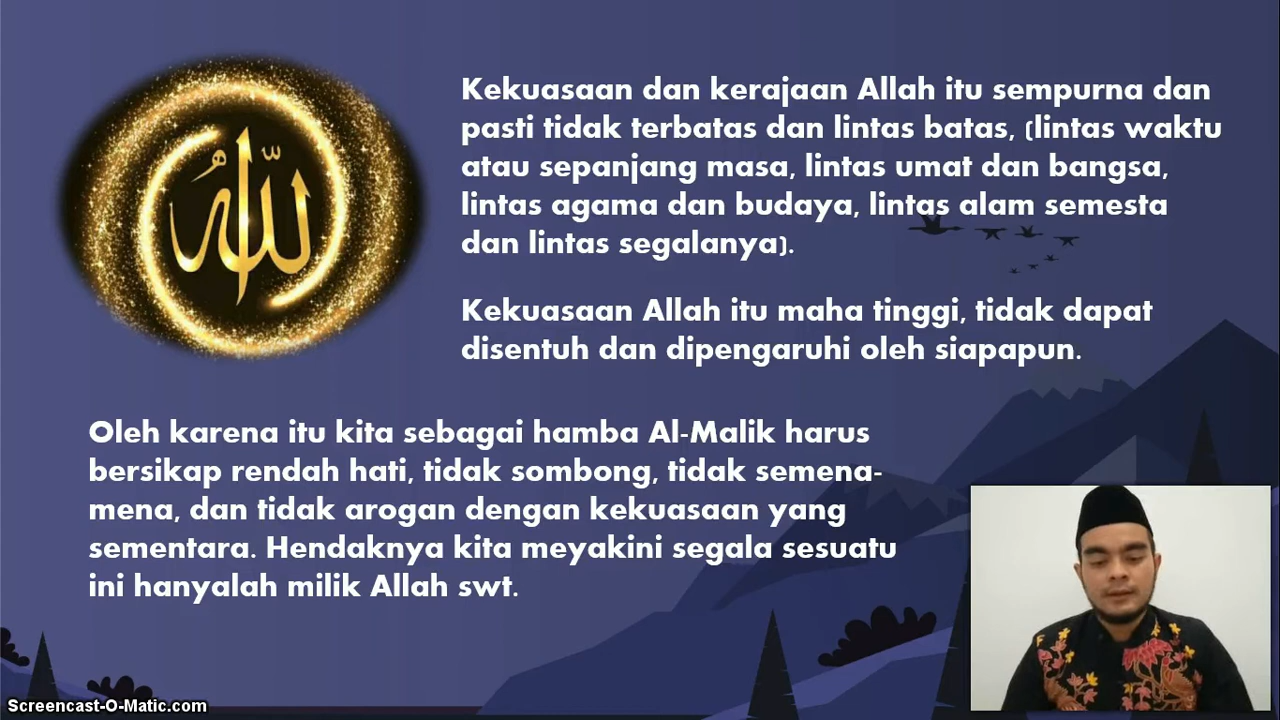 الله
Kekuasaan dan kerajaan Allah itu sempurna dan
pasti tidak terbatas dan lintas batas, (lintas waktu
atau sepanjang masa, lintas umat dan bangsa,
lintas agama dan budaya, lintas alam semesta
dan lintas segalanya).
Kekuasaan Allah itu maha tinggi, tidak dapat
disentuh dan dipengaruhi oleh siapapun.
Oleh karena itu kita sebagai hamba Al-Malik harus
bersikap rendah hati, tidak sombong, tidak semena-
mena, dan tidak arogan dengan kekuasaan yang
sementara. Hendaknya kita meyakini segala sesuatu
ini hanyalah milik Allah swt.
Screencast-O-Matic.com